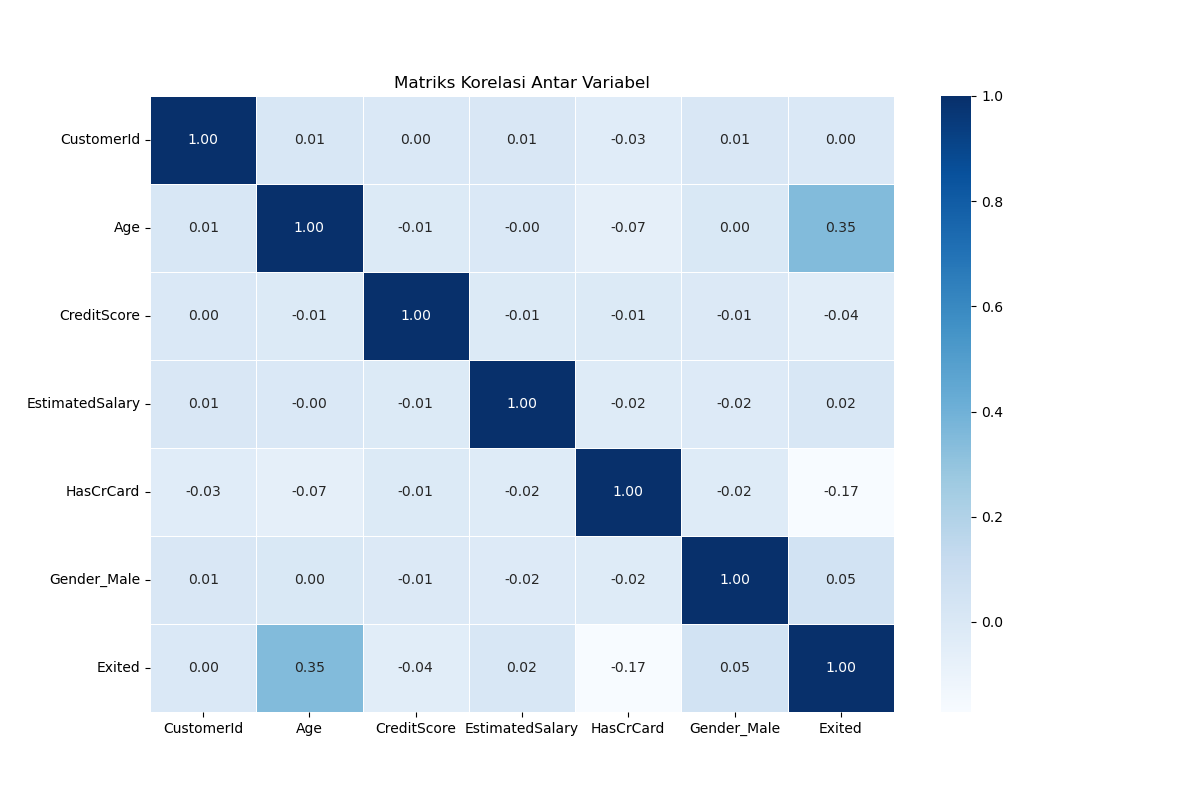 Matriks Korelasi Antar Variabel
CustomerId 1.00 0.01 0.00 0.01 -0.03 0.01 0.00
Age 0.01 1.00 -0.01 -0.00 -0.07 0.00 0.35
CreditScore 0.00 -0.01 1.00 -0.01 -0.01 -0.01 -0.04
EstimatedSalary 0.01 -0.00 -0.01 1.00 -0.02 -0.02 0.02
HasCrCard -0.03 -0.07 -0.01 -0.02 1.00 -0.02 -0.17
Gender_Male 0.01 0.00 -0.01 -0.02 -0.02 1.00 0.05
Exited 0.00 0.35 -0.04 0.02 -0.17 0.05 1.00
CustomerId Age CreditScore EstimatedSalary HasCrCard Gender_Male Exited
1.0
0.8
0.6
0.4
0.2
0.0